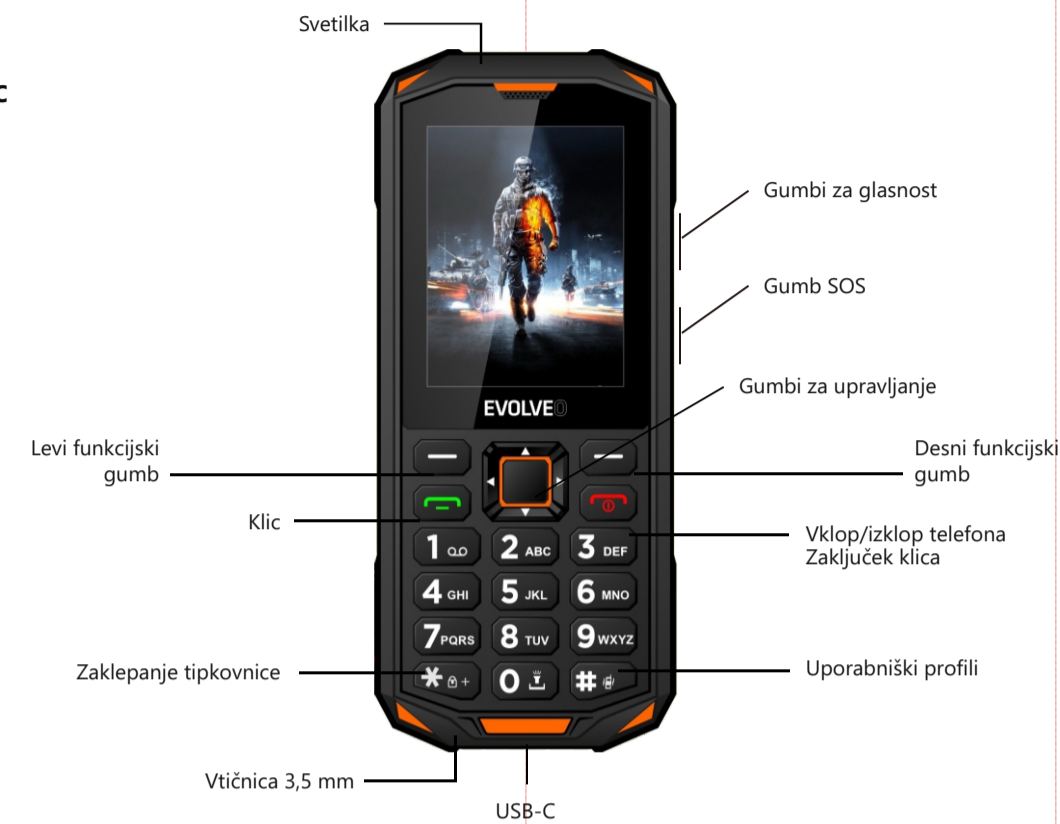 Svetilka
c
Gumbi za glasnost
Gumb SOS
Gumbi za upravljanje
EVOLVEO
Levi funkcijski
gumb
Desni funkcijski
gumb
Klic
Vklop/izklop telefona
Zaključek klica
1
2 ABC
3 DEF
4 GHI
5 JKL
6 MNO
7 PQRS
8 TUV
9 WXYZ
* +
0
#
Zaklepanje tipkovnice
Uporabniški profili
Vtičnica 3,5 mm
USB-C